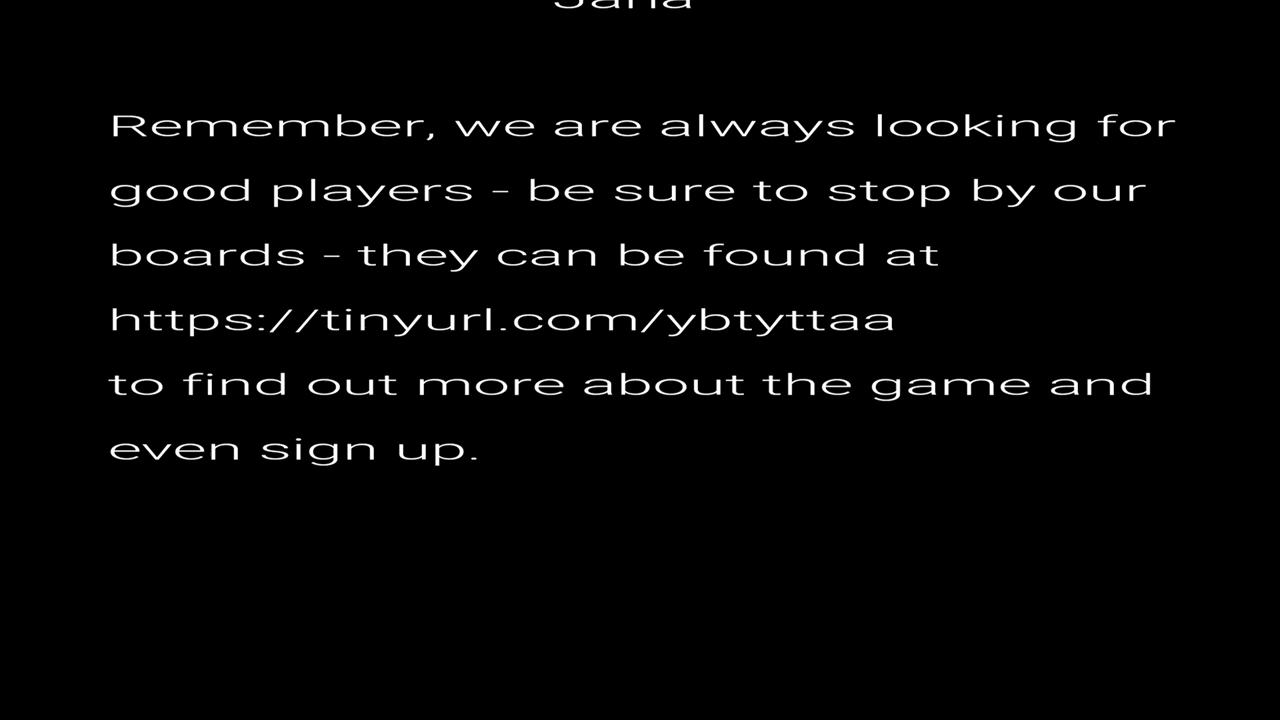 Remember, we are always looking for
good players - be sure to stop by our
boards - they can be found at
https://tinyurl.com/ybtyttaa
to find out more about the game and
even sign up.